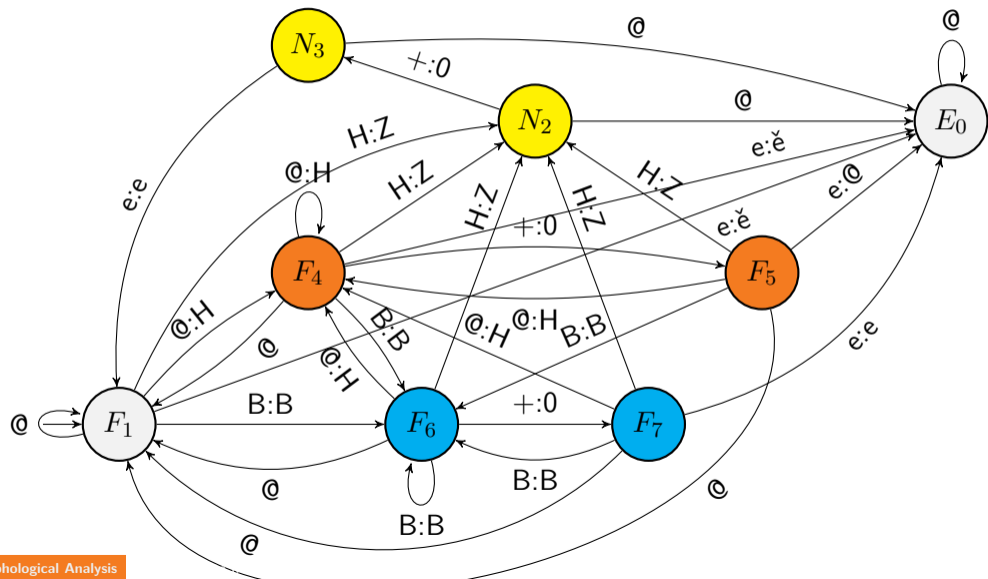 @
@
N₃
+:0
N₂
@
E₀
H:Z
e:ě
@:H
H:Z
H:Z
e:@
e:e
H:Z
H:Z
+:0
e:ě
F₄
F₅
@:H
B:B
@:H
@:H
B:B
@
@:H
e:e
@
F₁
B:B
F₆
+:0
F₇
@
B:B
@
B:B
@
phological Analysis